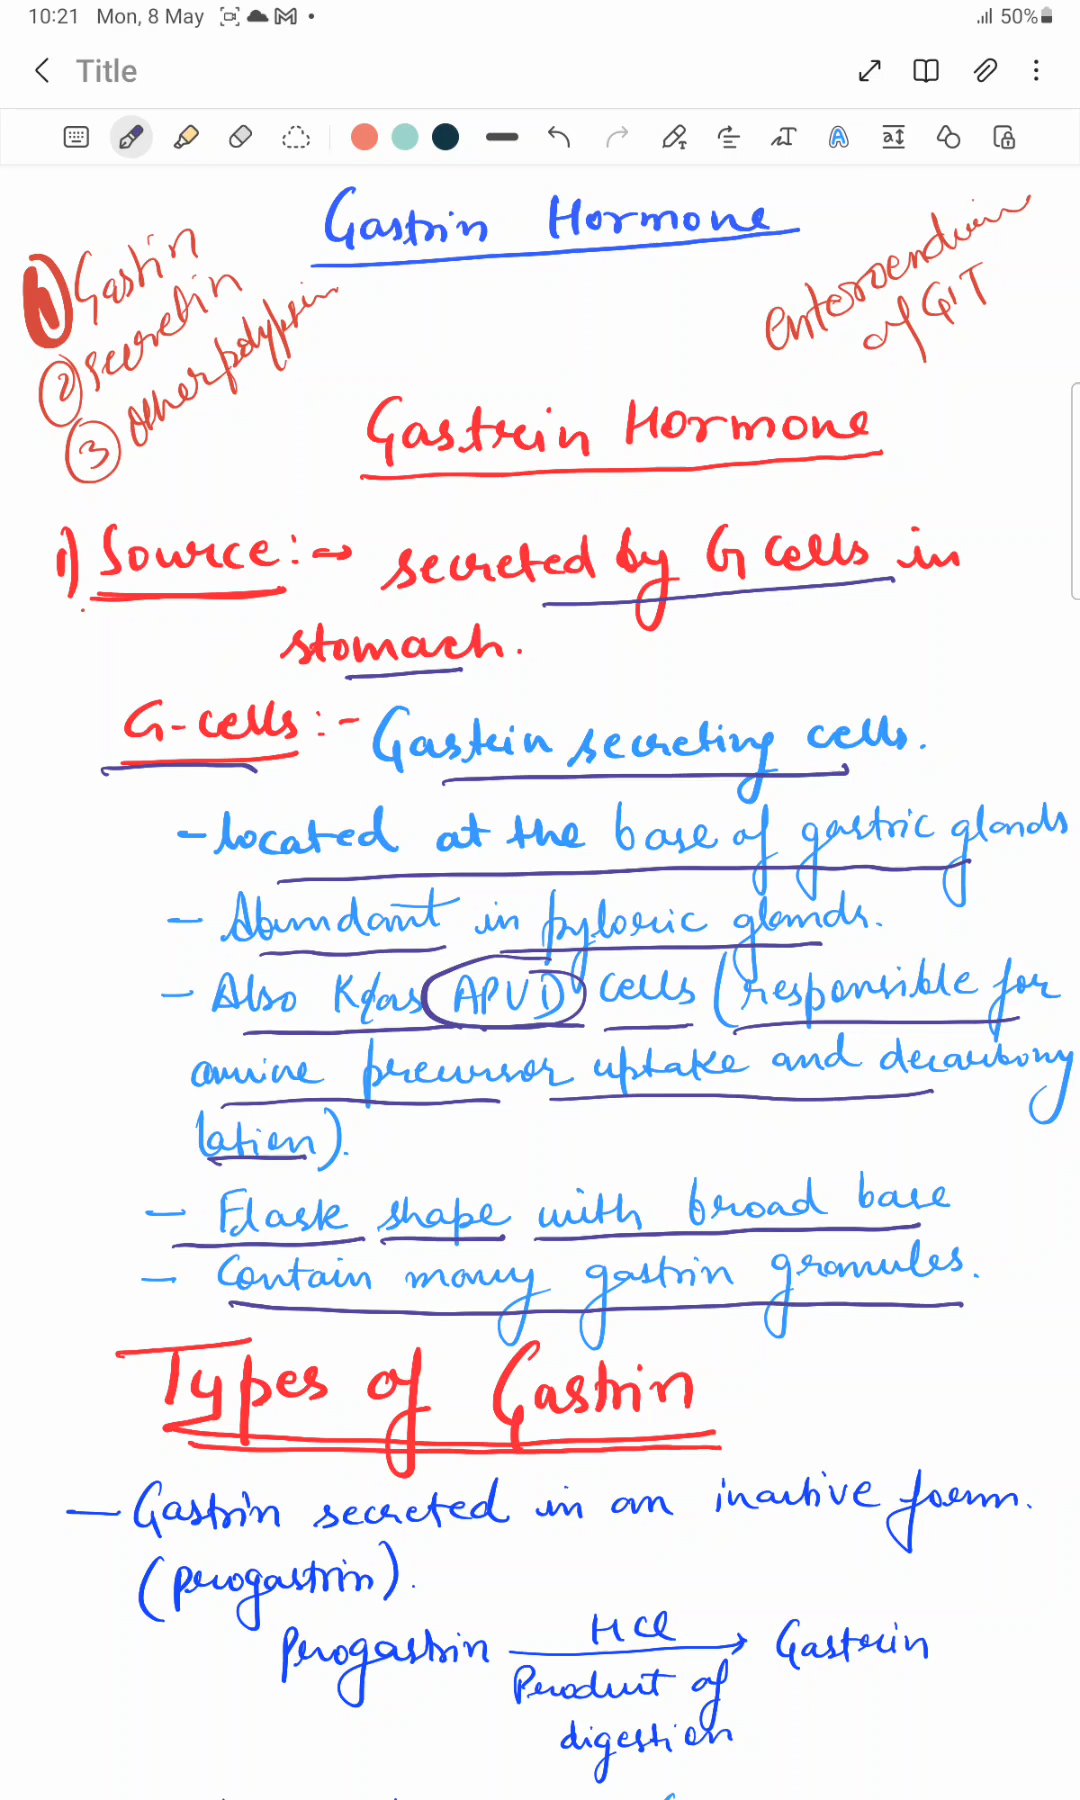 10:21 Mon, 8 May 50%
Title
Gastrin Hormone
1) Gastin
2) secretin
3) other polyptein
enteroendocrine
of GIT
Gastrin Hormone
1) Source :→ secreted by G cells in
stomach.
G-cells :- Gastrin secreting cells.
- located at the base of gastric glands
- Abundant in pyloric glands.
- Also K/as APUD cells (responsible for
amine precursor uptake and decarboxy
lation).
- Flask shape with broad base
- Contain many gastrin granules.
Types of Gastrin
- Gastrin secreted in an inactive form.
(progastrin).
Progastrin HCl → Gastrin
Product of
digestion